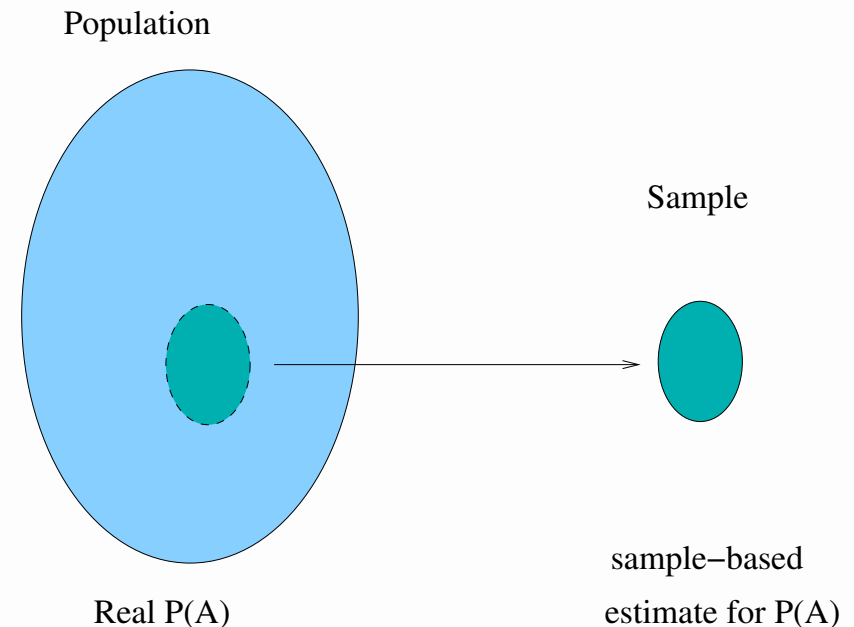 Population
Sample
sample−based
Real P(A)
estimate for P(A)